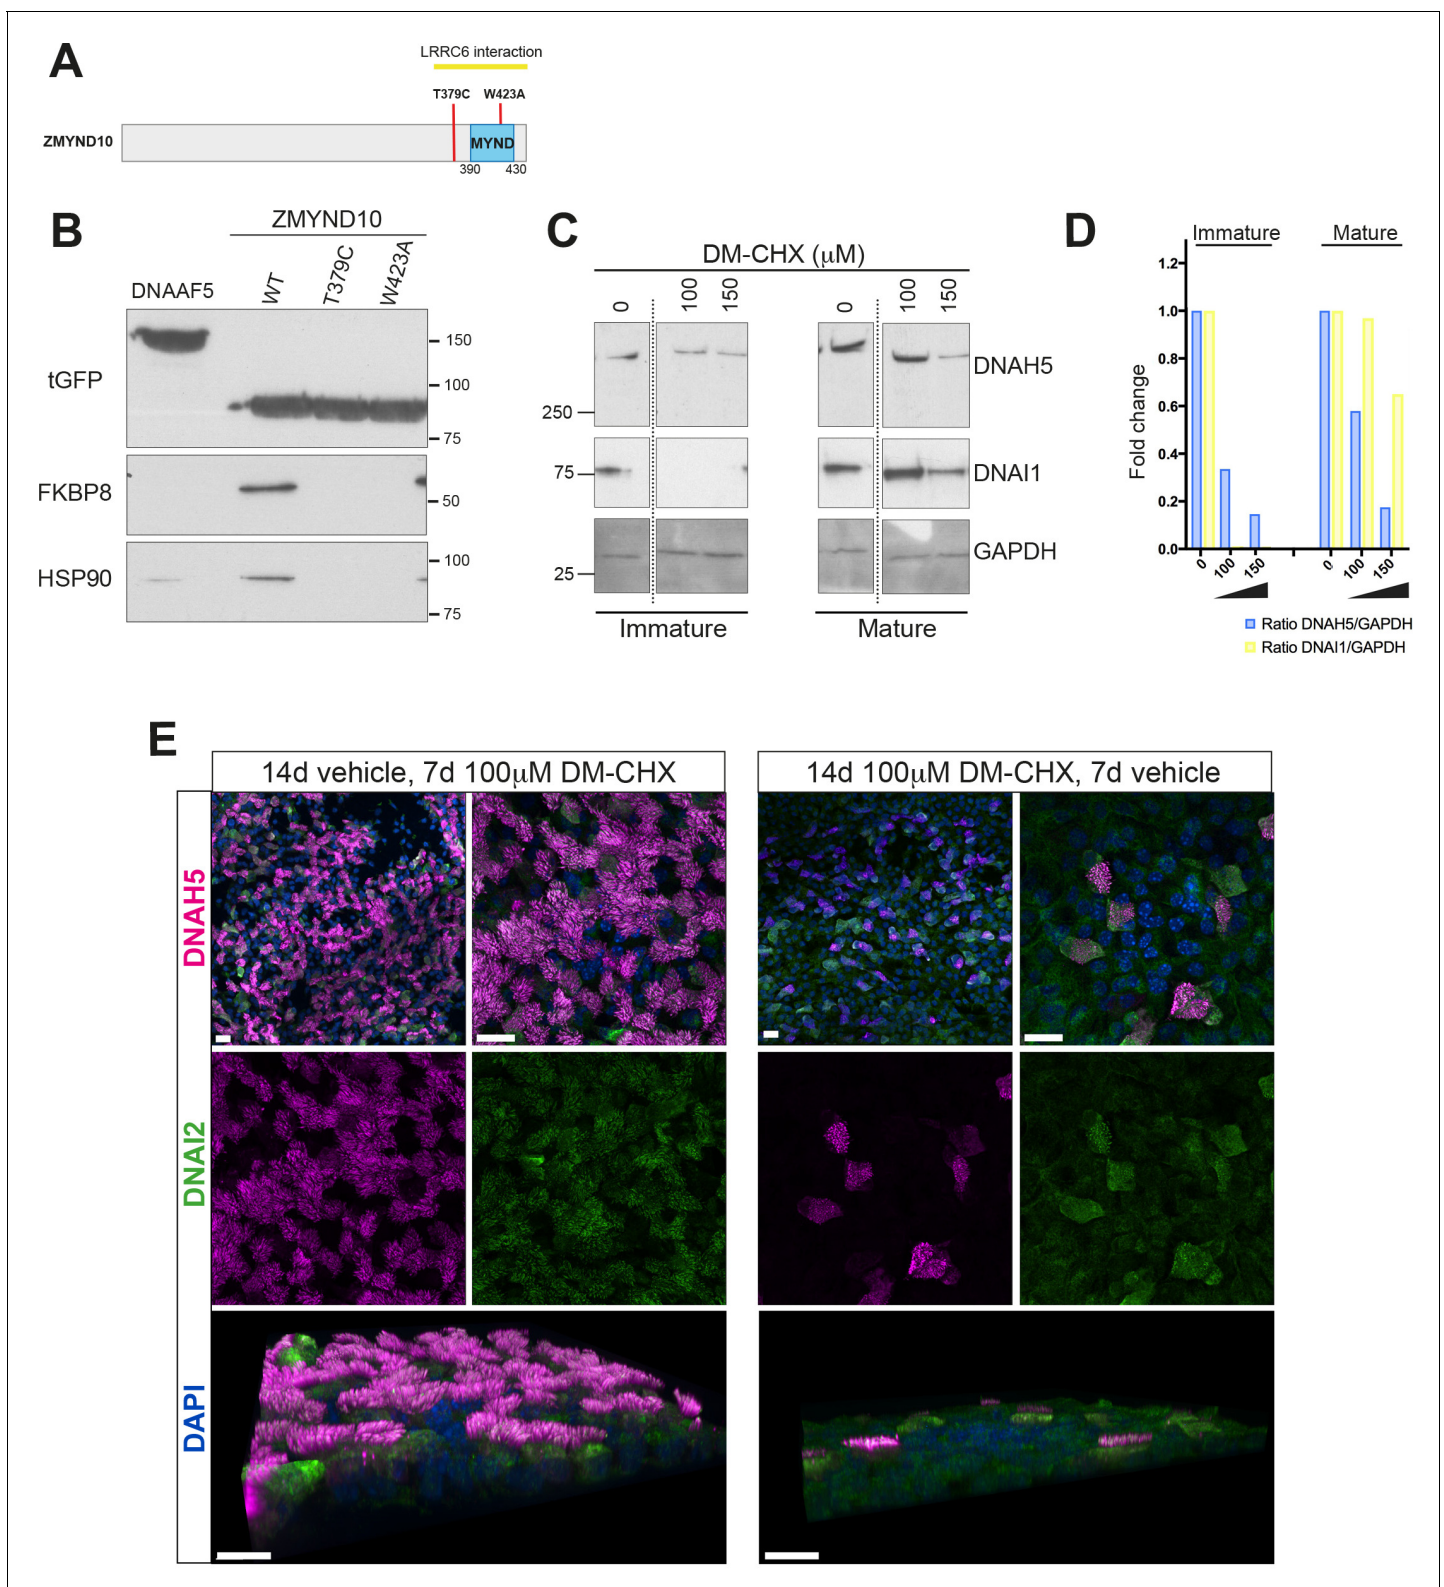 A
LRRC6 interaction
T379C W423A
ZMYND10
MYND
390 430
B
ZMYND10
DNAAF5 WT T379C W423A
tGFP
150
100
75
FKBP8
50
HSP90
100
75
C
DM-CHX (μM)
0 100 150 0 100 150
DNAH5
250
75
DNAI1
GAPDH
25
Immature Mature
D
Immature Mature
Fold change
1.2
1.0
0.8
0.6
0.4
0.2
0.0
0 100 150 0 100 150
Ratio DNAH5/GAPDH
Ratio DNAI1/GAPDH
E
14d vehicle, 7d 100μM DM-CHX
14d 100μM DM-CHX, 7d vehicle
DNAH5
DNAI2
DAPI